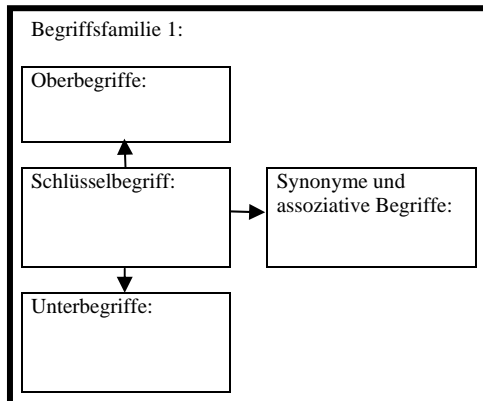 Begriffsfamilie 1:
Oberbegriffe:
Schlüsselbegriff:
Synonyme und
assoziative Begriffe:
Unterbegriffe: